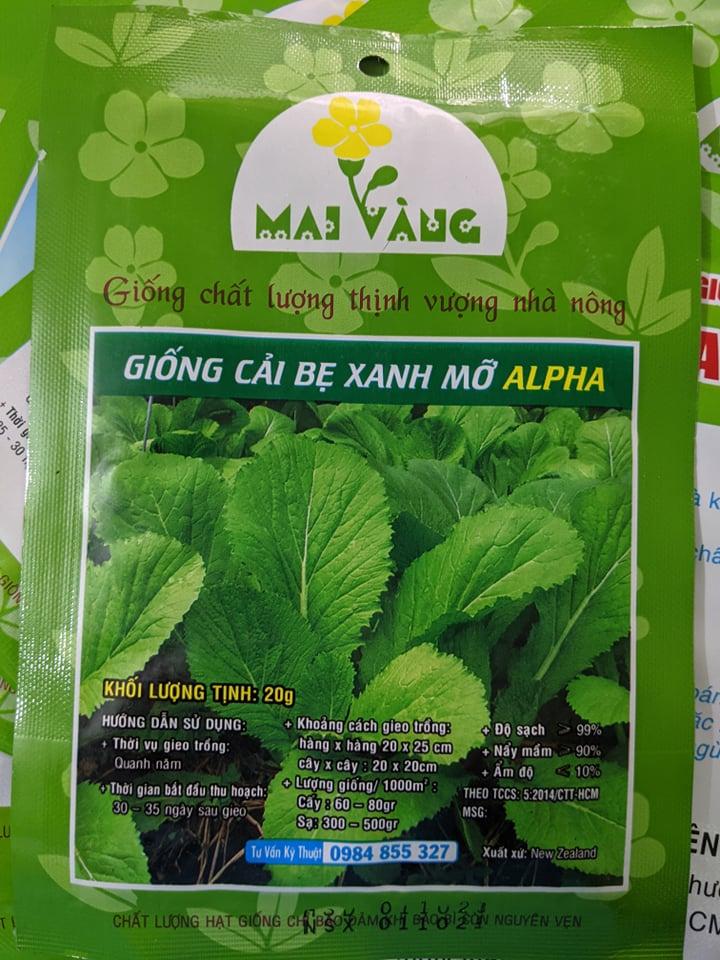 MAI VÀNG
Giống chất lượng thịnh vượng nhà nông
GIỐNG CẢI BẸ XANH MỠ ALPHA
KHỐI LƯỢNG TỊNH: 20g
HƯỚNG DẪN SỬ DỤNG:
+ Thời vụ gieo trồng:
Quanh năm
+Thời gian bắt đầu thu hoạch:
30 - 35 ngày sau gieo
+ Khoảng cách gieo trồng:
hàng x hàng 20 x 25 cm
cây x cây : 20 x 20cm
+ Lượng giống/ 1000m² :
Cấy : 60 - 80gr
Sạ: 300 - 500gr
+ Độ sạch > 99%
+ Nẩy mầm > 90%
+ Ẩm độ < 10%
THEO TCCS: 5:2014/CTT-HCM
MSG:
Tư Vấn Kỹ Thuật 0984 855 327
Xuất xứ: New Zealand
CHẤT LƯỢNG HẠT GIỐNG CHỈ BẢO ĐẢM KHI BAO BÌ CÒN NGUYÊN VẸN
NSX 011021
+ Thời
25 - 30